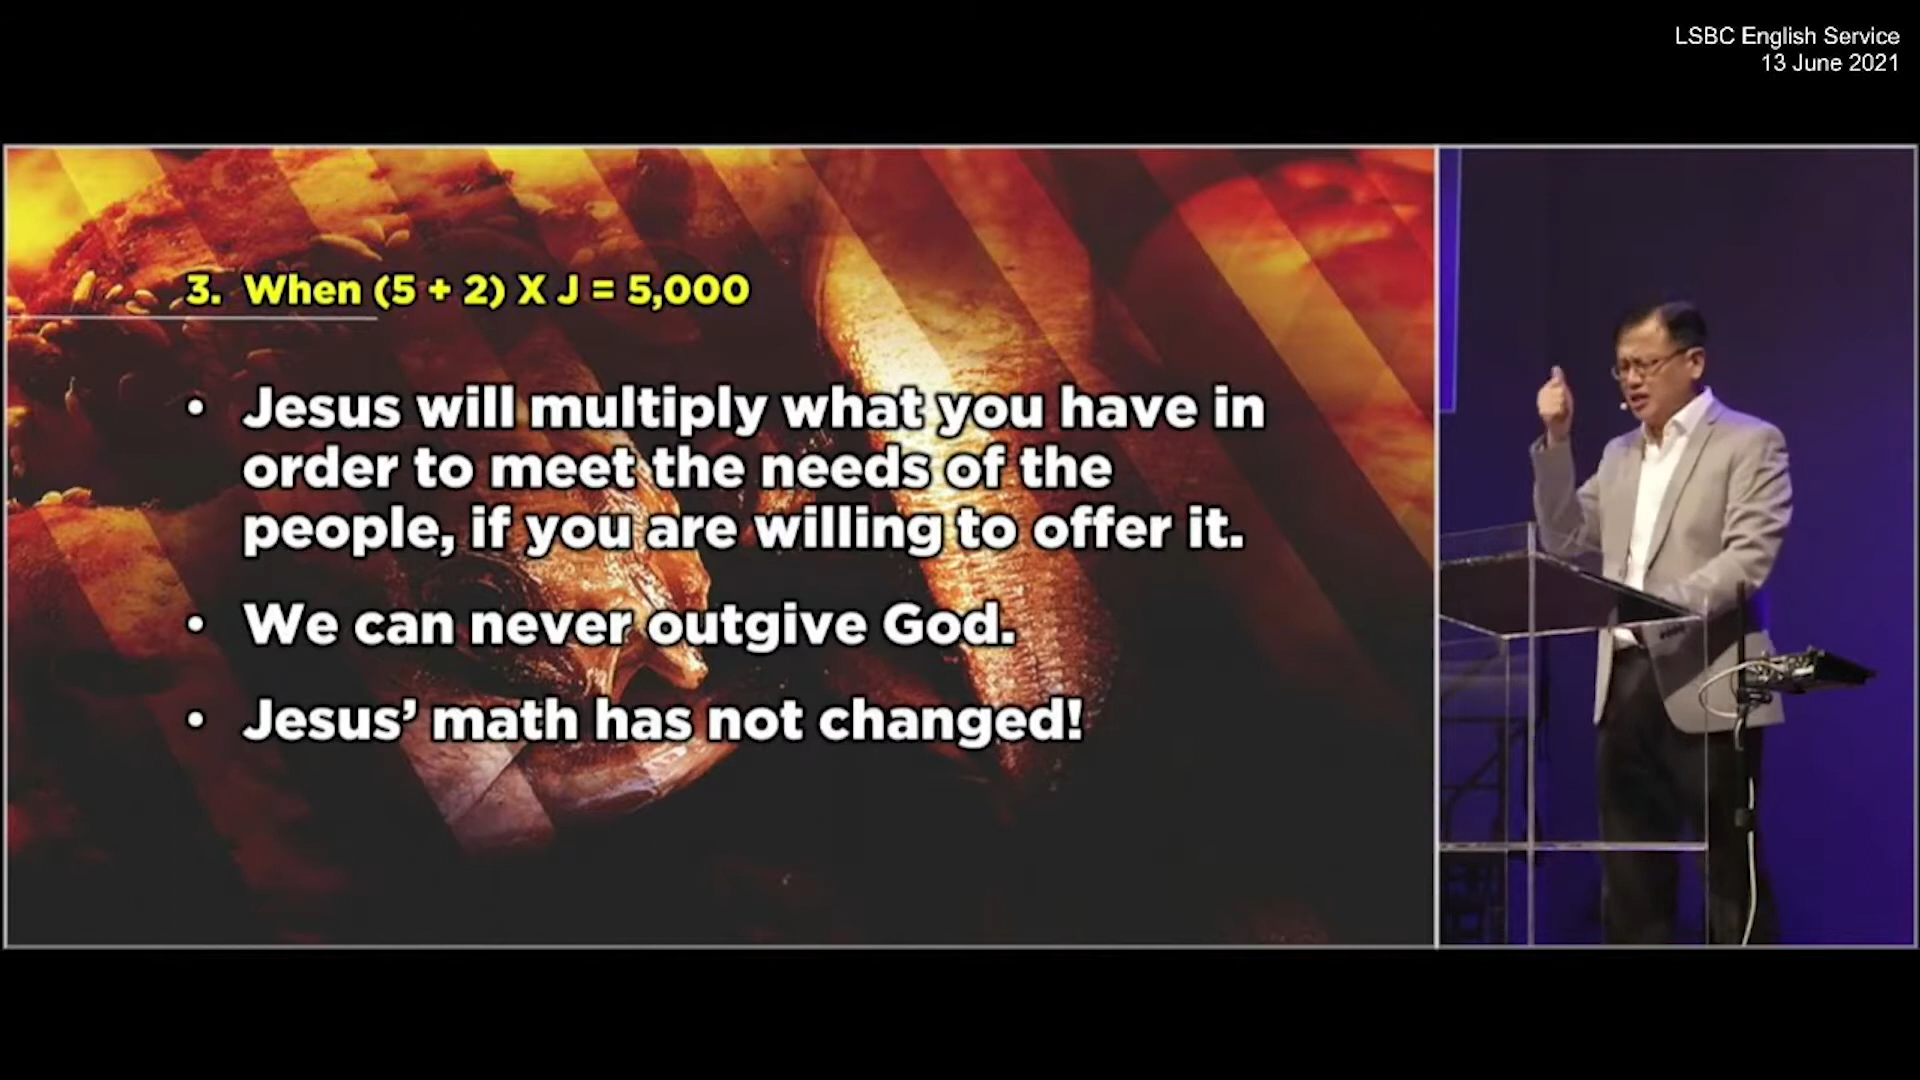 LSBC English Service
13 June 2021
3. When (5 + 2) X J = 5,000
• Jesus will multiply what you have in
order to meet the needs of the
people, if you are willing to offer it.
• We can never outgive God.
• Jesus’ math has not changed!